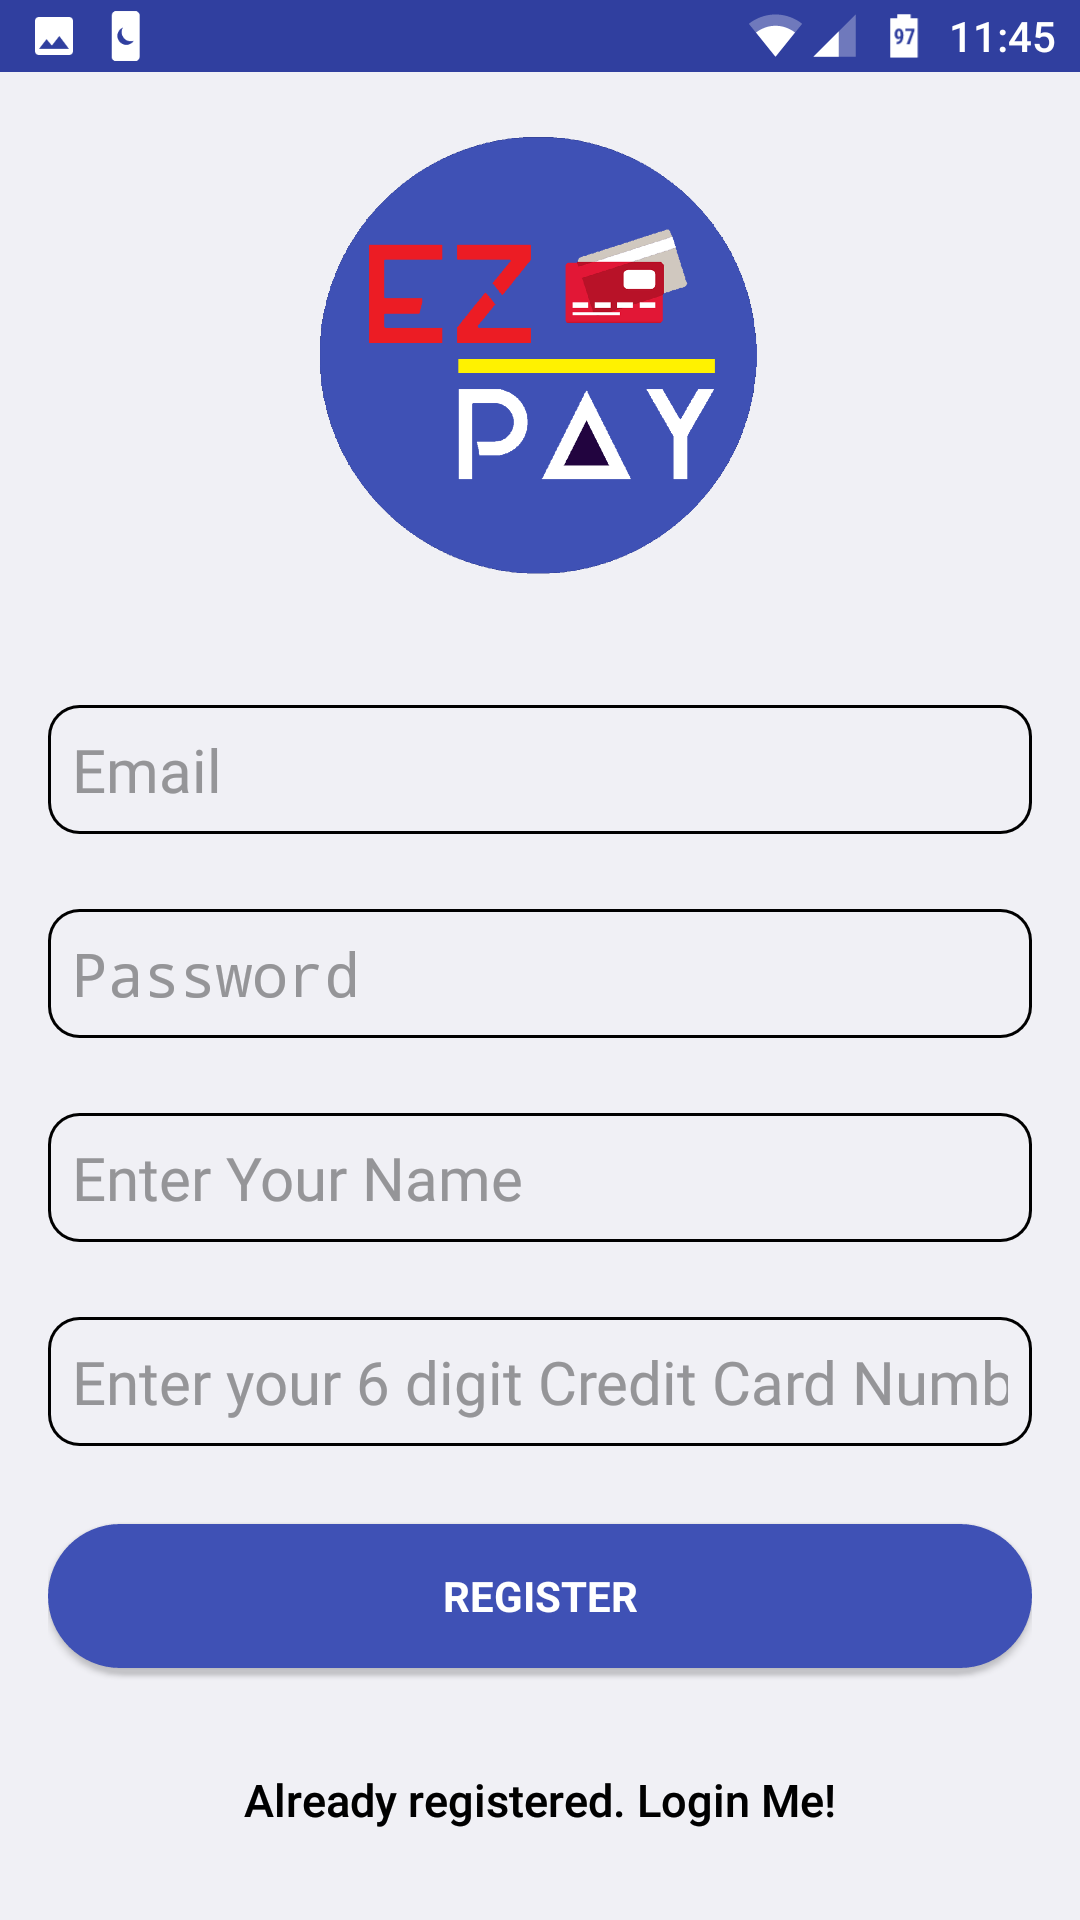 97 11:45
EZ
PAY
Email
Password
Enter Your Name
Enter your 6 digit Credit Card Numb
REGISTER
Already registered. Login Me!